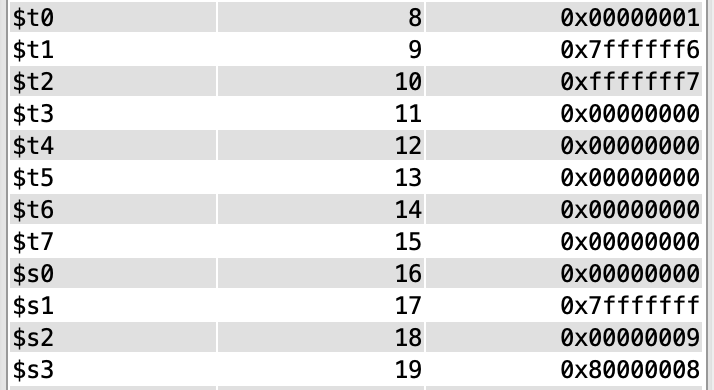 $t0 8 0x00000001
$t1 9 0x7ffffff6
$t2 10 0xfffffff7
$t3 11 0x00000000
$t4 12 0x00000000
$t5 13 0x00000000
$t6 14 0x00000000
$t7 15 0x00000000
$s0 16 0x00000000
$s1 17 0x7fffffff
$s2 18 0x00000009
$s3 19 0x80000008